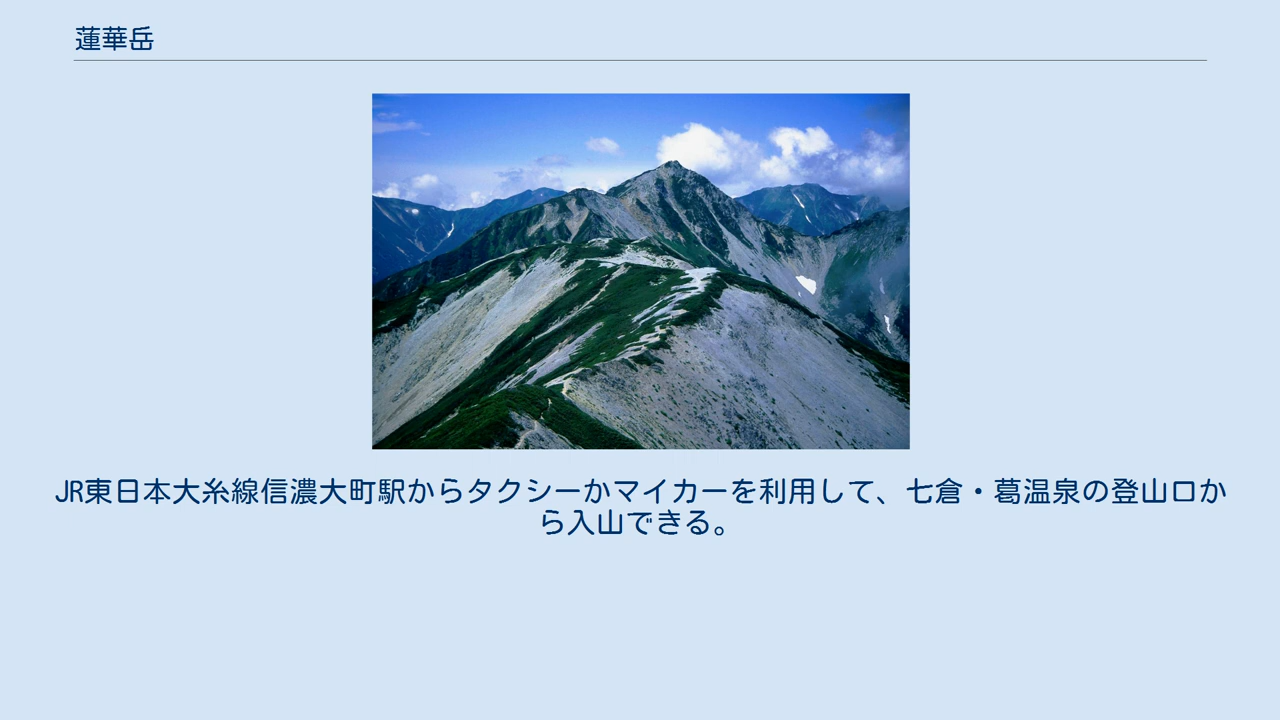 蓮華岳
JR東日本大糸線信濃大町駅からタクシーかマイカーを利用して、七倉・葛温泉の登山口か
ら入山できる。